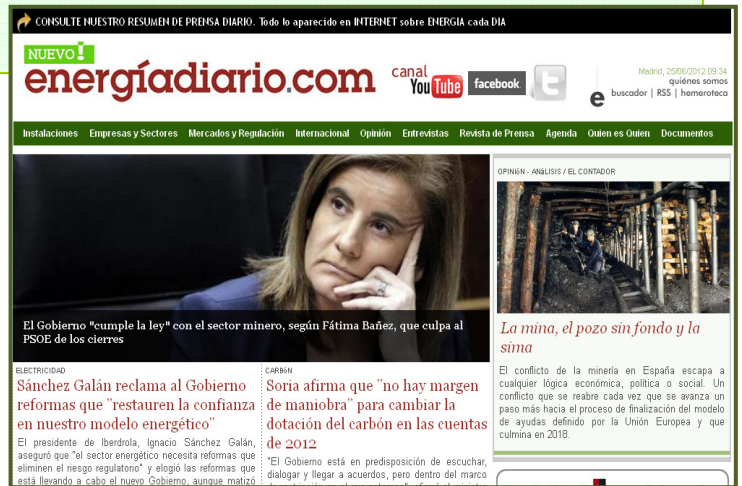 CONSULTE NUESTRO RESUMEN DE PRENSA DIARIO. Todo lo aparecido en INTERNET sobre ENERGIA cada DIA
NUEVO!
energíadiario.com
canal
YouTube
facebook
t
e
Madrid, 25/06/2012 09:34
quiénes somos
buscador | RSS | hemeroteca
Instalaciones Empresas y Sectores Mercados y Regulación Internacional Opinión Entrevistas Revista de Prensa Agenda Quien es Quien Documentos
El Gobierno "cumple la ley" con el sector minero, según Fátima Bañez, que culpa al
PSOE de los cierres
OPINIóN - ANáLISIS / EL CONTADOR
La mina, el pozo sin fondo y la
sima
El conflicto de la minería en España escapa a
cualquier lógica económica, política o social. Un
conflicto que se reabre cada vez que se avanza un
paso más hacia el proceso de finalización del modelo
de ayudas definido por la Unión Europea y que
culmina en 2018.
ELECTRICIDAD
Sánchez Galán reclama al Gobierno
reformas que "restauren la confianza
en nuestro modelo energético"
El presidente de Iberdrola, Ignacio Sánchez Galán,
aseguró que "el sector energético necesita reformas que
eliminen el riesgo regulatorio" y elogió las reformas que
está llevando a cabo el nuevo Gobierno, aunque matizó
CARBóN
Soria afirma que "no hay margen
de maniobra" para cambiar la
dotación del carbón en las cuentas
de 2012
"El Gobierno está en predisposición de escuchar,
dialogar y llegar a acuerdos, pero dentro del marco